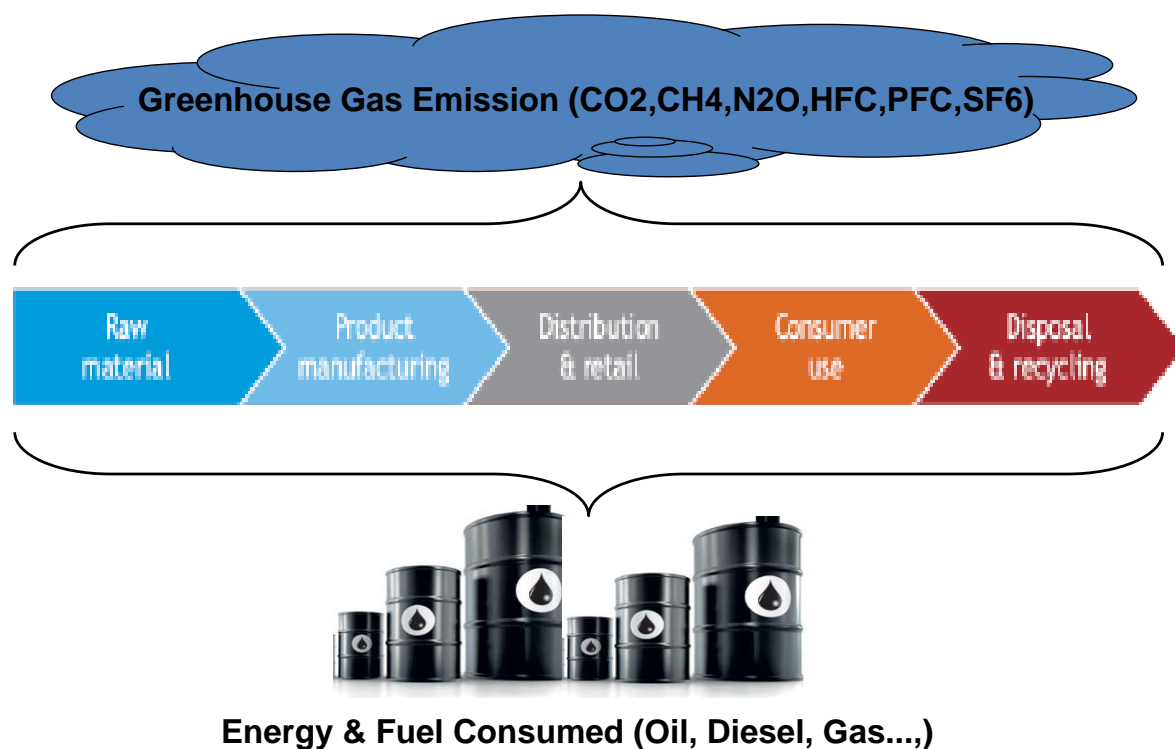 Greenhouse Gas Emission (CO2,CH4,N2O,HFC,PFC,SF6)
Raw
material
Product
manufacturing
Distribution
& retail
Consumer
use
Disposal
& recycling
Energy & Fuel Consumed (Oil, Diesel, Gas...,)